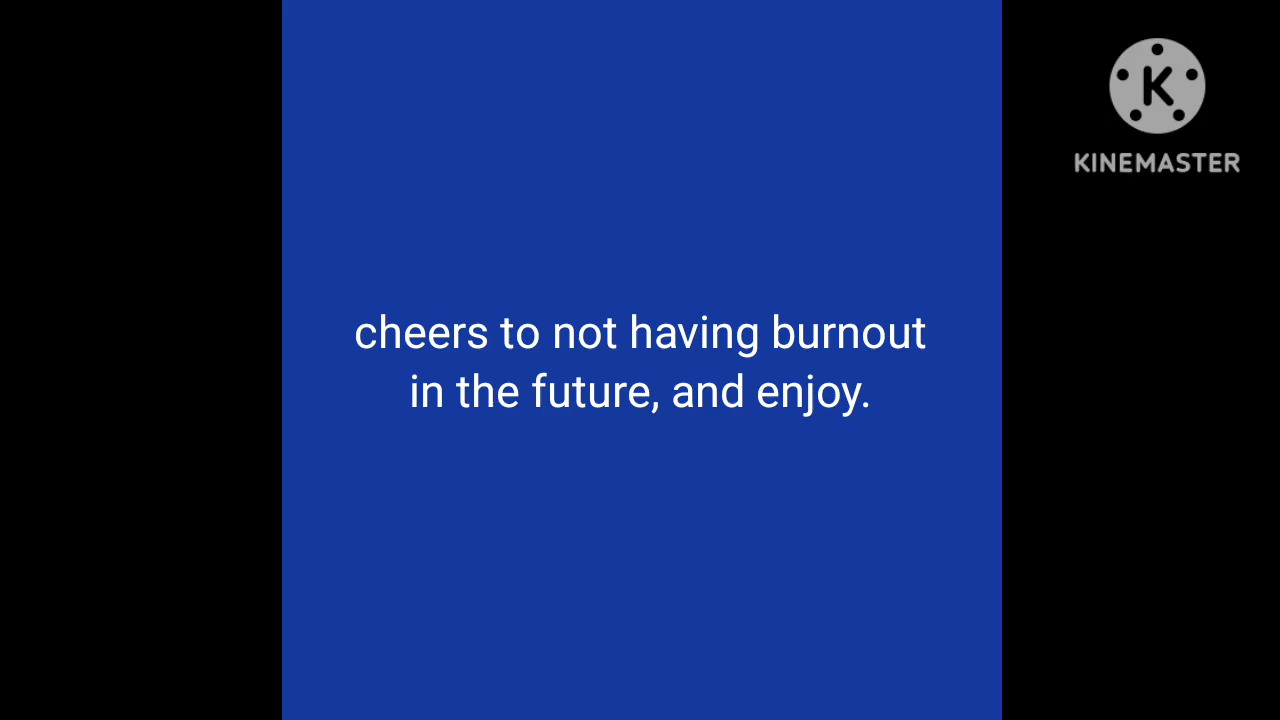 K
KINEMASTER
cheers to not having burnout
in the future, and enjoy.